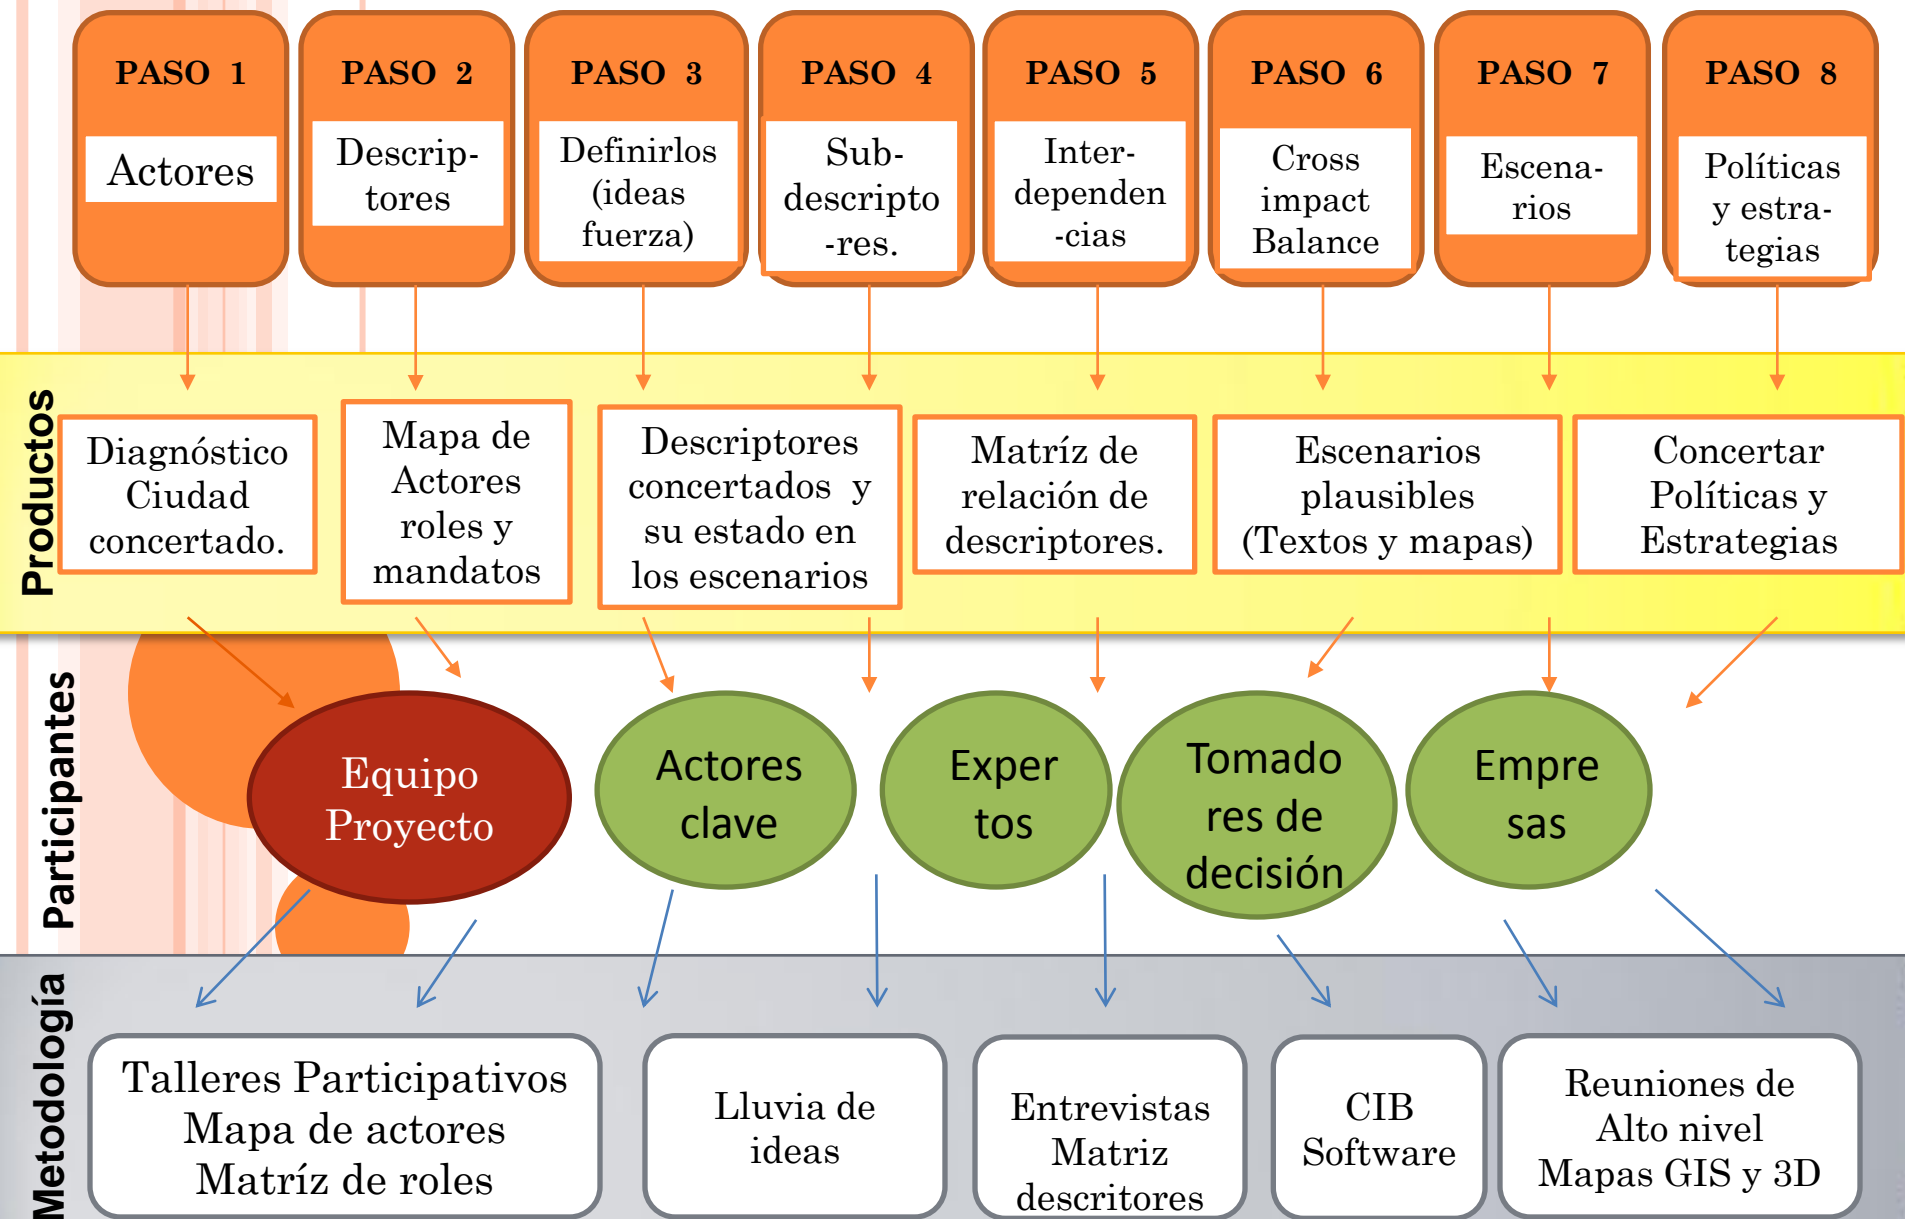 PASO 1
Actores
PASO 2
Descrip-
tores
PASO 3
Definirlos
(ideas
fuerza)
PASO 4
Sub-
descripto
-res.
PASO 5
Inter-
dependen
-cias
PASO 6
Cross
impact
Balance
PASO 7
Escena-
rios
PASO 8
Políticas
y estra-
tegias
Productos
Diagnóstico
Ciudad
concertado.
Mapa de
Actores
roles y
mandatos
Descriptores
concertados y
su estado en
los escenarios
Matríz de
relación de
descriptores.
Escenarios
plausibles
(Textos y mapas)
Concertar
Políticas y
Estrategias
Participantes
Equipo
Proyecto
Actores
clave
Exper
tos
Tomado
res de
decisión
Empre
sas
Metodología
Talleres Participativos
Mapa de actores
Matríz de roles
Lluvia de
ideas
Entrevistas
Matriz
descritores
CIB
Software
Reuniones de
Alto nivel
Mapas GIS y 3D